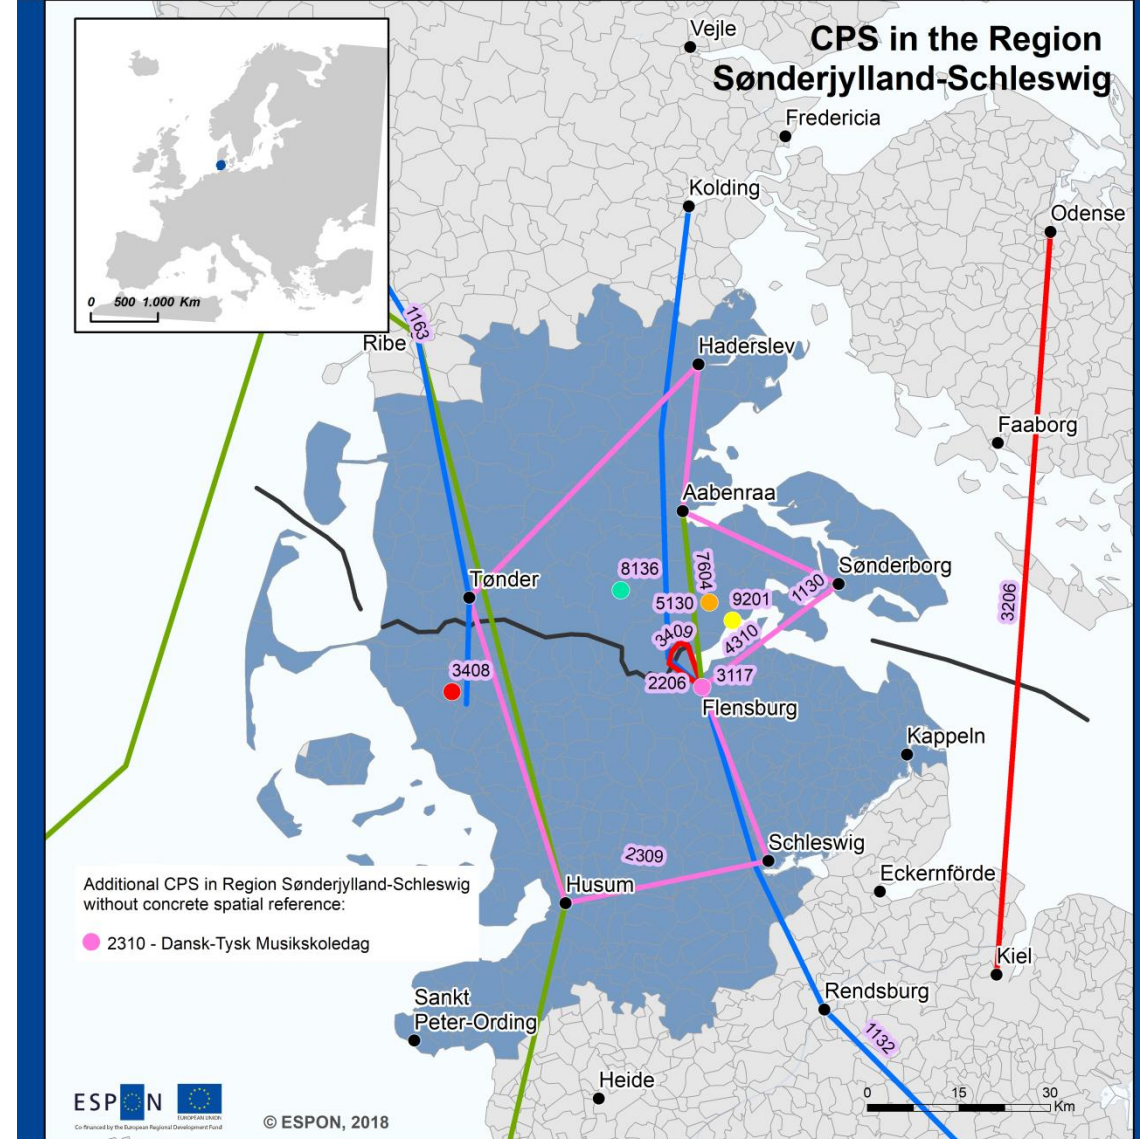 CPS in the Region
Sønderjylland-Schleswig
0 500 1.000 Km
Vejle
Fredericia
Kolding
Odense
1163
Ribe
Haderslev
Faaborg
Aabenraa
Tønder
8136
7604
Sønderborg
1130
5130
9201
3206
3409
4310
3408
2206
3117
Flensburg
Kappeln
Schleswig
2309
Eckernförde
Husum
Additional CPS in Region Sønderjylland-Schleswig
without concrete spatial reference:
2310 - Dansk-Tysk Musikskoledag
Kiel
Sankt
Peter-Ording
Rendsburg
1132
Heide
0 15 30
Km
ESPON
EUROPEAN UNION
Co-financed by the European Regional Development Fund
© ESPON, 2018